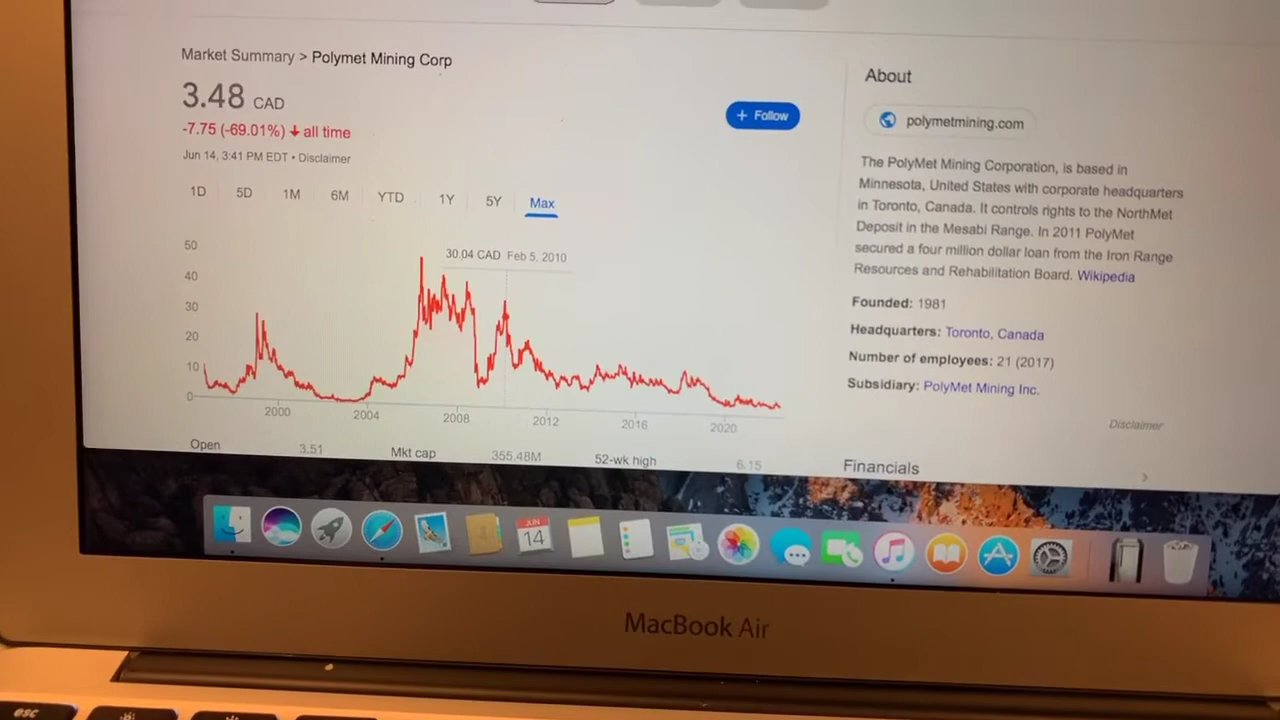 Market Summary > Polymet Mining Corp
3.48 CAD
-7.75 (-69.01%) ↓ all time
Jun 14, 3:41 PM EDT • Disclaimer
+ Follow
1D 5D 1M 6M YTD 1Y 5Y Max
30.04 CAD Feb 5, 2010
50
40
30
20
10
0
2000 2004 2008 2012 2016 2020
Open 3.51 Mkt cap 355.48M 52-wk high 6.15
About
polymetmining.com
The PolyMet Mining Corporation, is based in
Minnesota, United States with corporate headquarters
in Toronto, Canada. It controls rights to the NorthMet
Deposit in the Mesabi Range. In 2011 PolyMet
secured a four million dollar loan from the Iron Range
Resources and Rehabilitation Board. Wikipedia
Founded: 1981
Headquarters: Toronto, Canada
Number of employees: 21 (2017)
Subsidiary: PolyMet Mining Inc.
Disclaimer
Financials
JUN
14
MacBook Air
esc